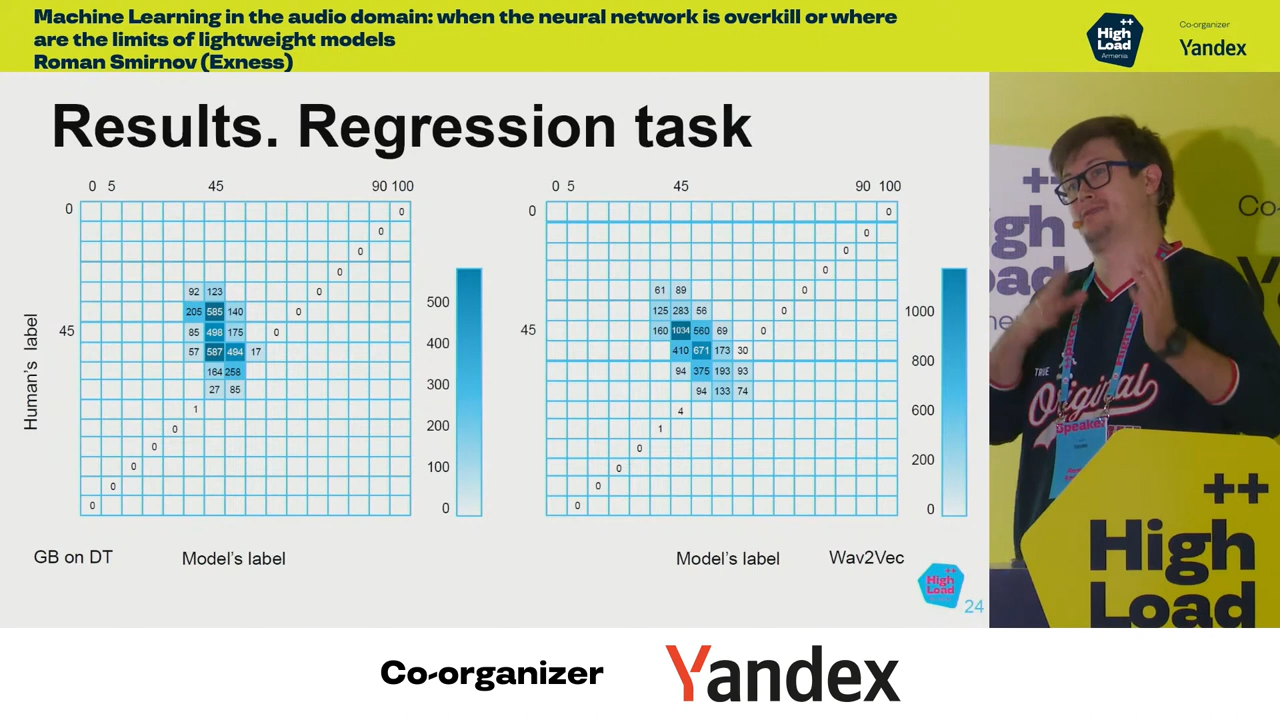 Machine Learning in the audio domain: when the neural network is overkill or where
are the limits of lightweight models
Roman Smirnov (Exness)
++
High
Load
Armenia
Co-organizer
Yandex
Results. Regression task
0 5 45 90 100
0
45
Human's label
0
0
0
0
92 123 0
205 585 140 0
85 498 175 0
57 587 494 17
164 258
27 85
1
0
0
0
0
0
500
400
300
200
100
0
GB on DT
Model's label
0 5 45 90 100
0
45
0
0
0
0
61 89 0
125 283 56 0
160 1034 560 69 0
410 671 173 30
94 375 193 93
94 133 74
4
1
0
0
0
0
1000
800
600
200
0
Model's label
Wav2Vec
++
High
Load
24
++
gh
ad
Co-
TRUE
Original
Speaker
++
High
Load
Co-organizer
Yandex